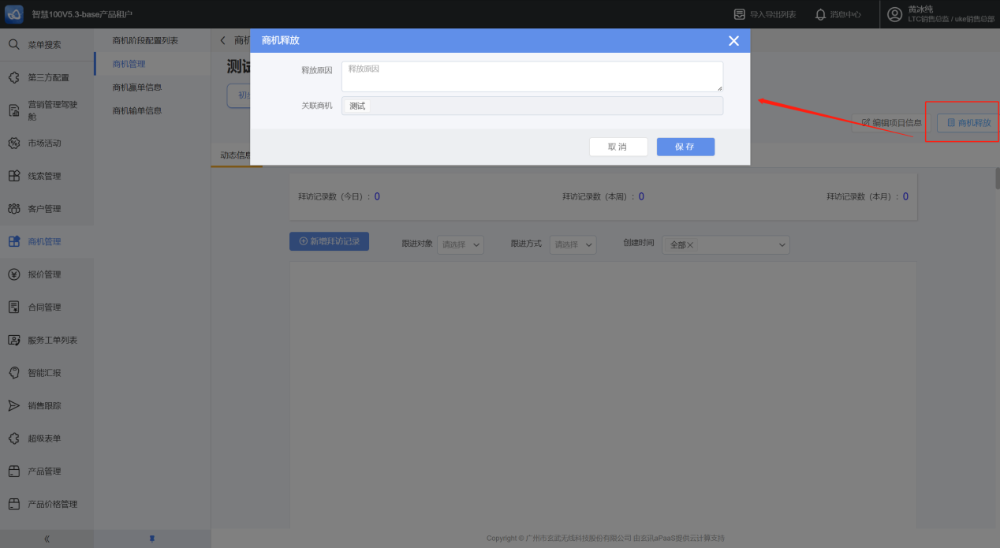 智慧100V5.3-base产品租户
导入导出列表
消息中心
黄冰纯
LTC销售总监 / uke销售总部
菜单搜索
第三方配置
营销管理驾驶
舱
市场活动
线索管理
客户管理
商机管理
报价管理
合同管理
服务工单列表
智能汇报
销售跟踪
超级表单
产品管理
产品价格管理
商机阶段配置列表
商机管理
商机赢单信息
商机输单信息
商机
测试
初步
商机释放
释放原因
释放原因
关联商机
测试
取 消
保 存
编辑项目信息
商机释放
动态信息
拜访记录数（今日）: 0
拜访记录数（本周）: 0
拜访记录数（本月）: 0
新增拜访记录
跟进对象
请选择
跟进方式
请选择
创建时间
全部
Copyright © 广州市玄武无线科技股份有限公司 由玄讯aPaaS提供云计算支持